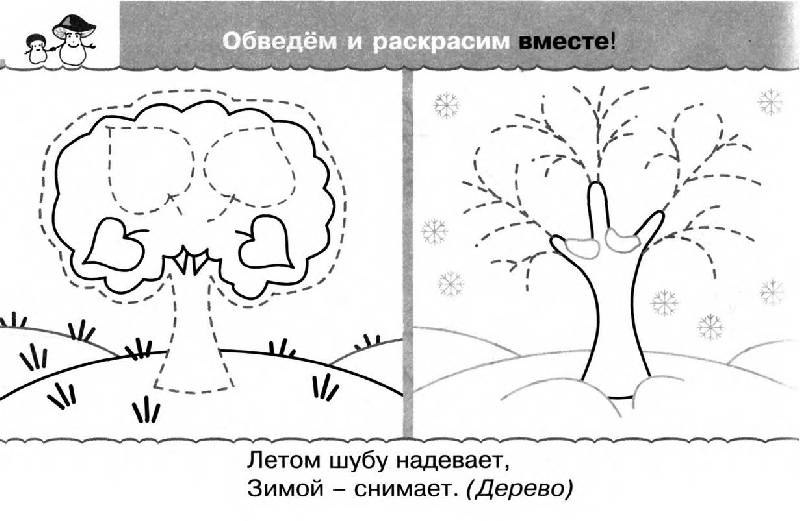 Обведём и раскрасим вместе!
Летом шубу надевает,
Зимой – снимает. (Дерево)